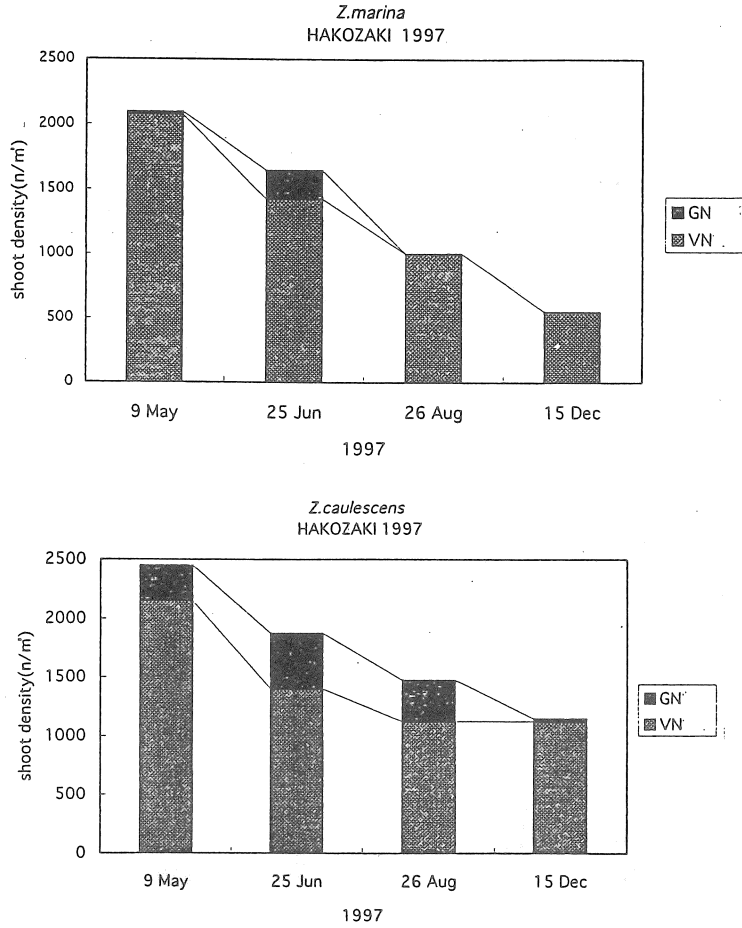 Z.marina
HAKOZAKI 1997
2500
2000
1500
1000
500
0
shoot density(n/㎡)
9 May
25 Jun
26 Aug
15 Dec
1997
GN
VN
Z.caulescens
HAKOZAKI 1997
2500
2000
1500
1000
500
0
shoot density(n/㎡)
9 May
25 Jun
26 Aug
15 Dec
1997
GN
VN